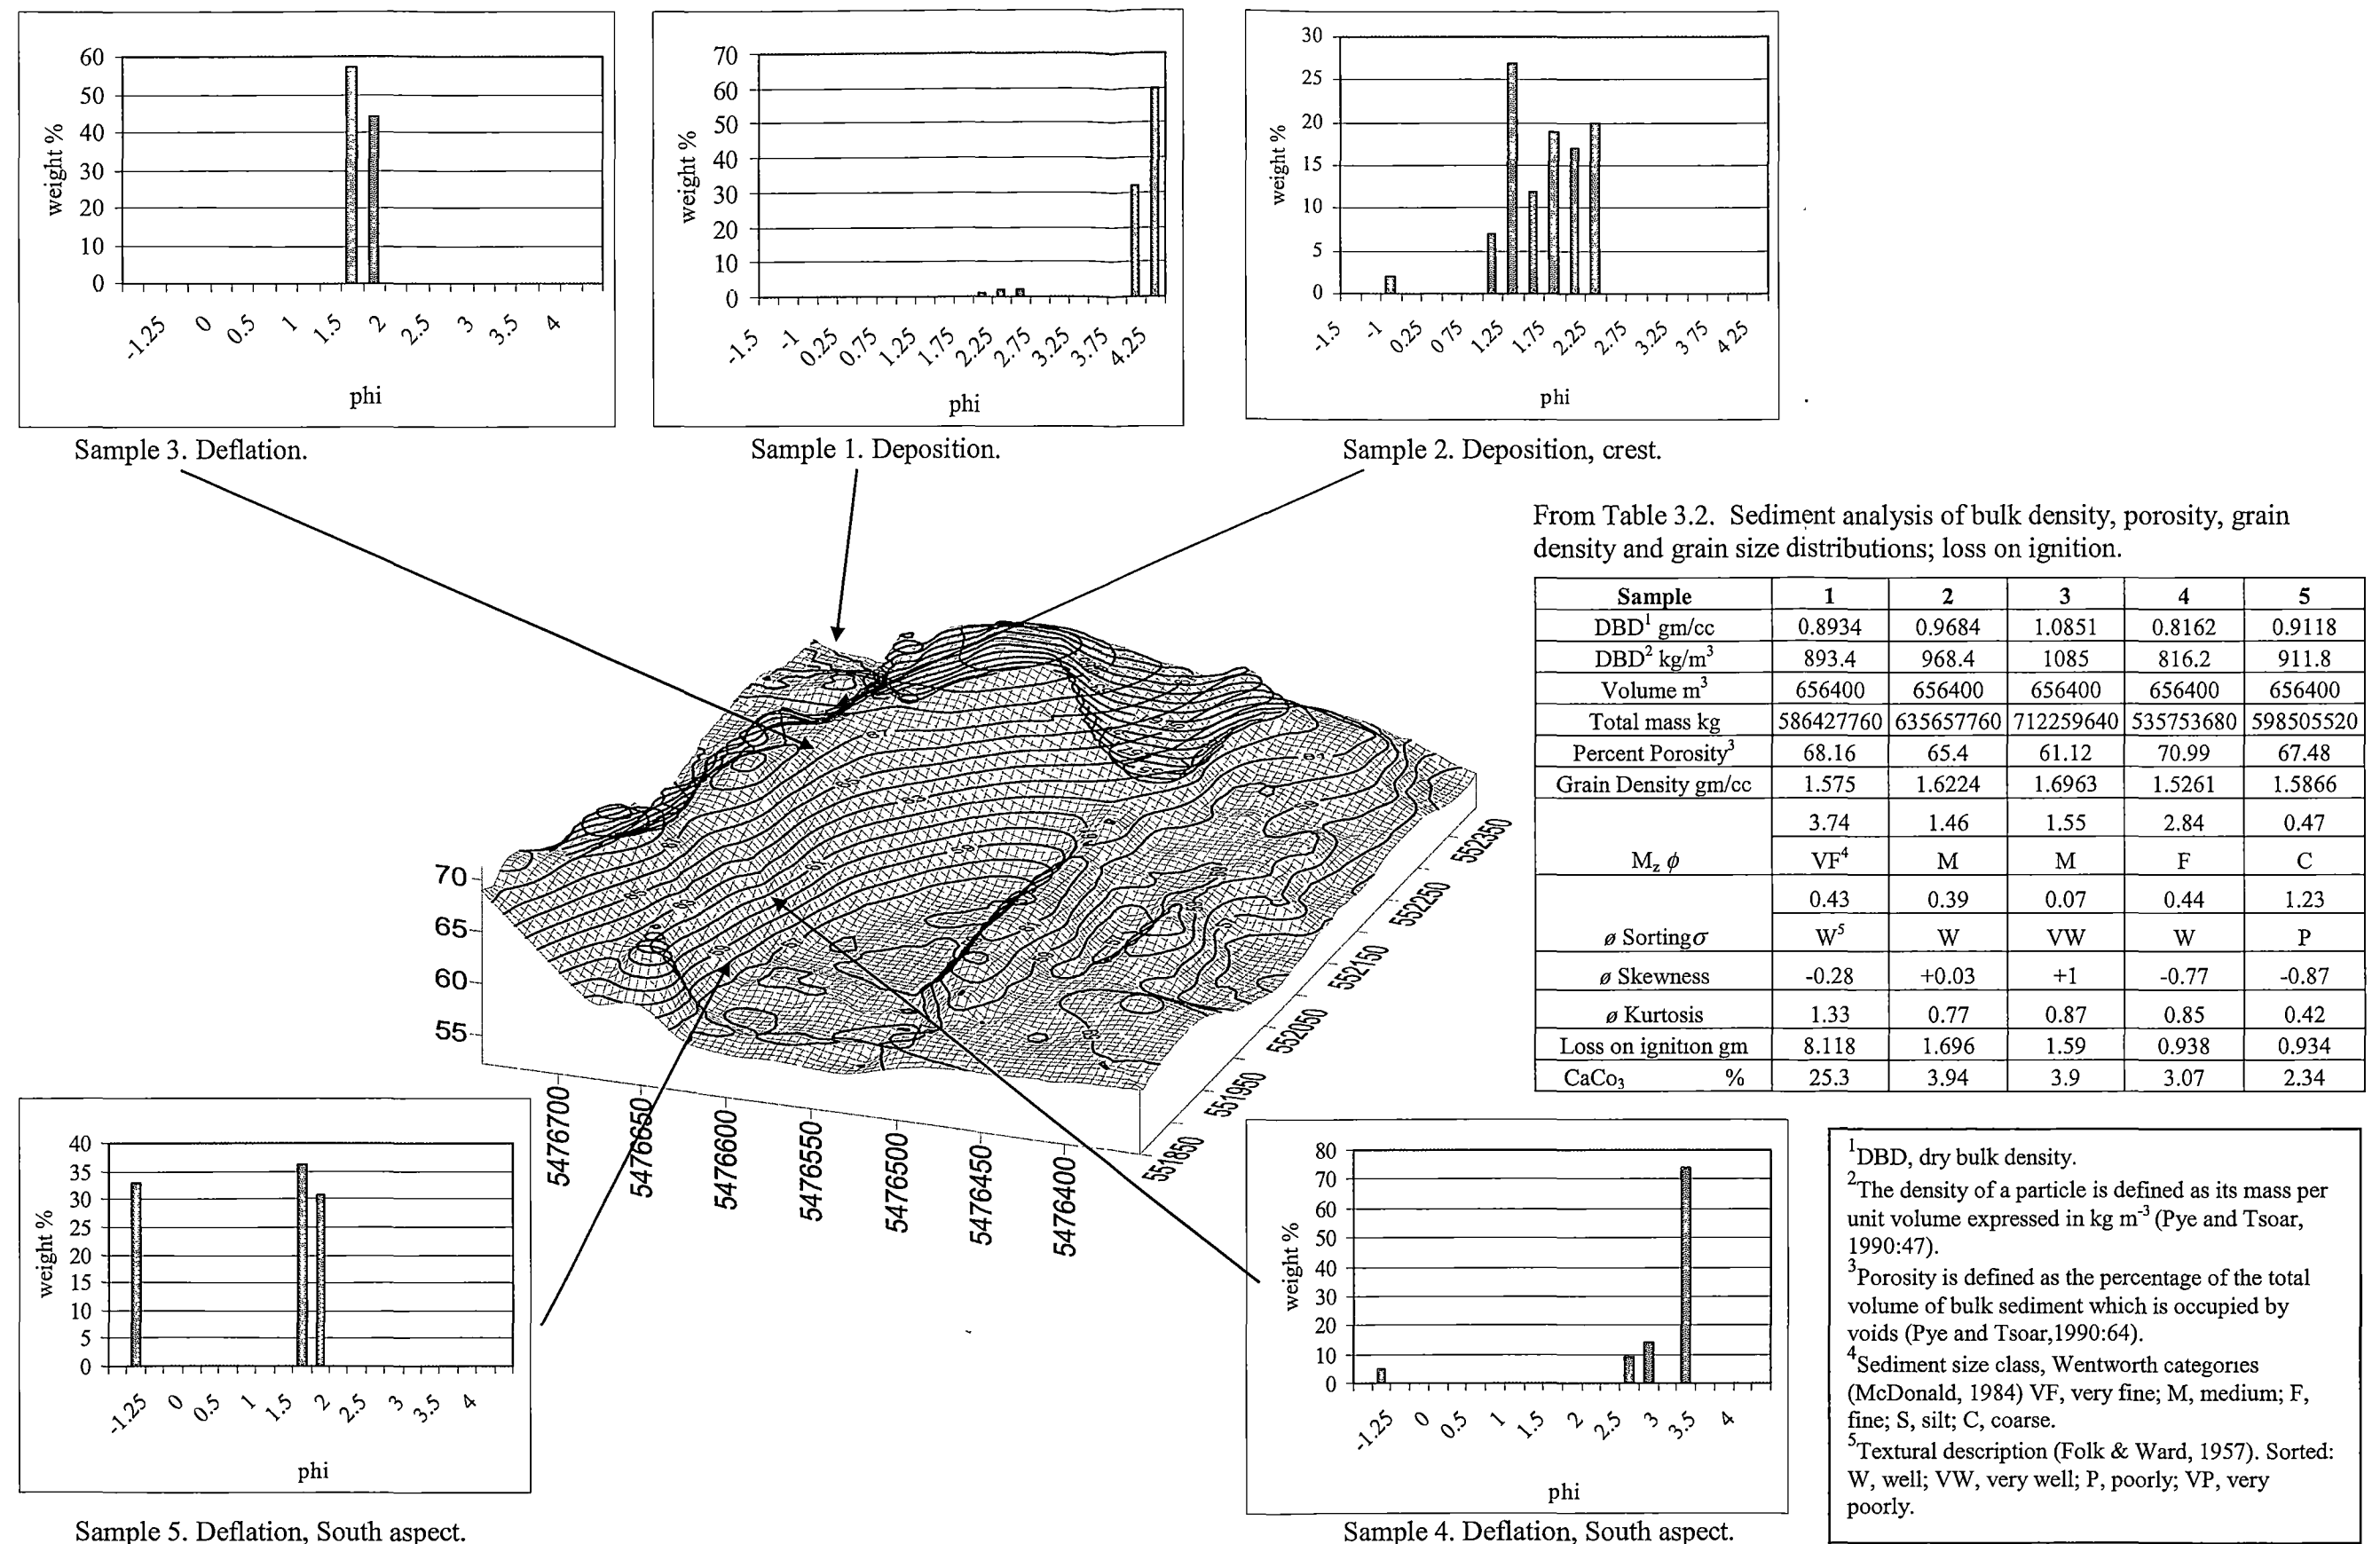 60
50
40
30
20
10
0
weight %
-1.25 0 0.5 1 1.5 2 2.5 3 3.5 4
phi
Sample 3. Deflation.
70
60
50
40
30
20
10
0
weight %
-1.5 -1 0.25 0.75 1.25 1.75 2.25 2.75 3.25 3.75 4.25
phi
Sample 1. Deposition.
30
25
20
15
10
5
0
weight %
-1.5 -1 0.25 0 75 1.25 1.75 2.25 2.75 3.25 3 75 4 25
phi
Sample 2. Deposition, crest.
From Table 3.2. Sediment analysis of bulk density, porosity, grain
density and grain size distributions; loss on ignition.
Sample 1 2 3 4 5
DBD¹ gm/cc 0.8934 0.9684 1.0851 0.8162 0.9118
DBD² kg/m³ 893.4 968.4 1085 816.2 911.8
Volume m³ 656400 656400 656400 656400 656400
Total mass kg 586427760 635657760 712259640 535753680 598505520
Percent Porosity³ 68.16 65.4 61.12 70.99 67.48
Grain Density gm/cc 1.575 1.6224 1.6963 1.5261 1.5866
3.74 1.46 1.55 2.84 0.47
Mz ϕ VF⁴ M M F C
0.43 0.39 0.07 0.44 1.23
ø Sortingσ W⁵ W VW W P
ø Skewness -0.28 +0.03 +1 -0.77 -0.87
ø Kurtosis 1.33 0.77 0.87 0.85 0.42
Loss on ignition gm 8.118 1.696 1.59 0.938 0.934
CaCo₃ % 25.3 3.94 3.9 3.07 2.34
70
65
60
55
5476700 5476650 5476600 5476550 5476500 5476450 5476400
551850 551950 552050 552150 552250 552350
40
35
30
25
20
15
10
5
0
weight %
-1.25 0 0.5 1 1.5 2 2.5 3 3.5 4
phi
Sample 5. Deflation, South aspect.
80
70
60
50
40
30
20
10
0
weight %
-1.25 0 0.5 1 1.5 2 2.5 3 3.5 4
phi
Sample 4. Deflation, South aspect.
¹DBD, dry bulk density.
²The density of a particle is defined as its mass per
unit volume expressed in kg m⁻³ (Pye and Tsoar,
1990:47).
³Porosity is defined as the percentage of the total
volume of bulk sediment which is occupied by
voids (Pye and Tsoar,1990:64).
⁴Sediment size class, Wentworth categories
(McDonald, 1984) VF, very fine; M, medium; F,
fine; S, silt; C, coarse.
⁵Textural description (Folk & Ward, 1957). Sorted:
W, well; VW, very well; P, poorly; VP, very
poorly.